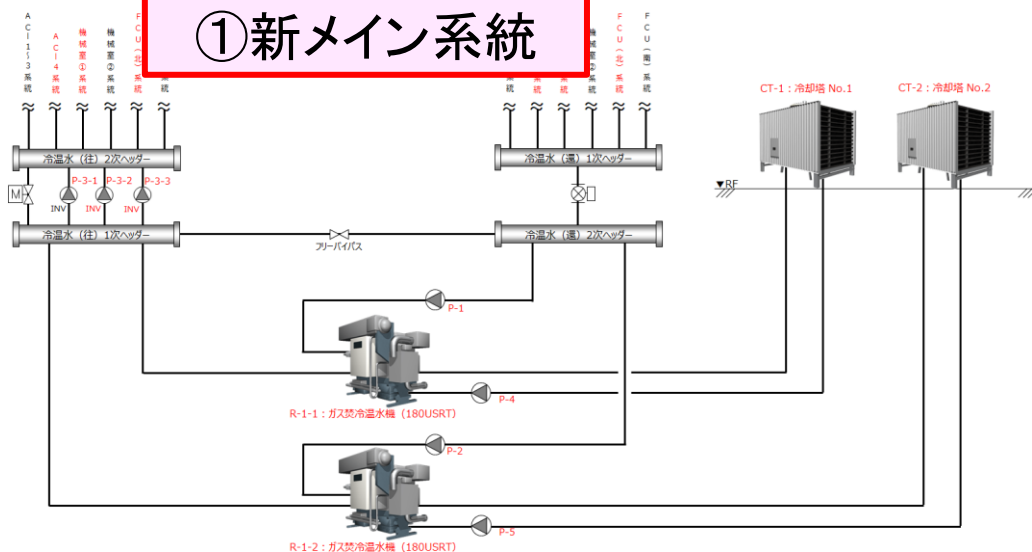 ①新メイン系統
ACー1~3系統
ACー4系統
機械室①系統
機械室②系統
FCU(北)系統
FCU(南)系統
CT-1：冷却塔 No.1
CT-2：冷却塔 No.2
冷温水（往）2次ヘッダー
冷温水（還）1次ヘッダー
M
P-3-1
P-3-2
P-3-3
INV
INV
INV
▼RF
冷温水（往）1次ヘッダー
フリーバイパス
冷温水（還）2次ヘッダー
P-1
P-4
R-1-1：ガス焚冷温水機（180USRT）
P-2
P-5
R-1-2：ガス焚冷温水機（180USRT）